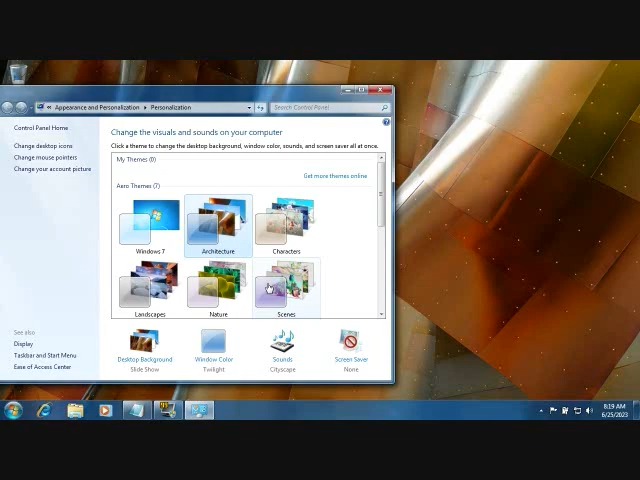 « Appearance and Personalization ▸ Personalization
Search Control Panel
Control Panel Home
Change desktop icons
Change mouse pointers
Change your account picture
See also
Display
Taskbar and Start Menu
Ease of Access Center
Change the visuals and sounds on your computer
Click a theme to change the desktop background, window color, sounds, and screen saver all at once.
My Themes (0)
Get more themes online
Aero Themes (7)
Windows 7
Architecture
Characters
Landscapes
Nature
Scenes
Desktop Background
Slide Show
Window Color
Twilight
Sounds
Cityscape
Screen Saver
None
8:19 AM
6/25/2023